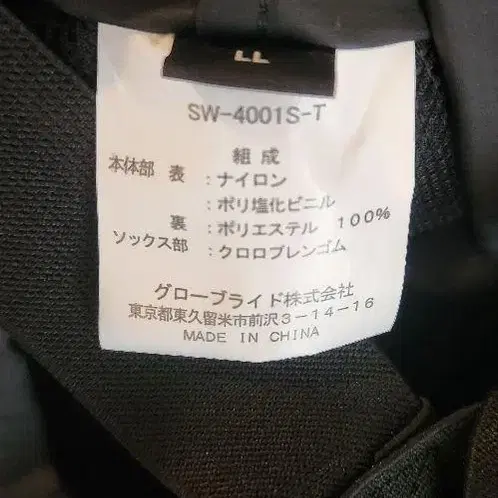 LL
SW-4001S-T
組成
本体部 表 :ナイロン
:ポリ塩化ビニル
裏 :ポリエステル 100%
ソックス部 :クロロプレンゴム
グローブライド株式会社
東京都東久留米市前沢3-14-16
MADE IN CHINA